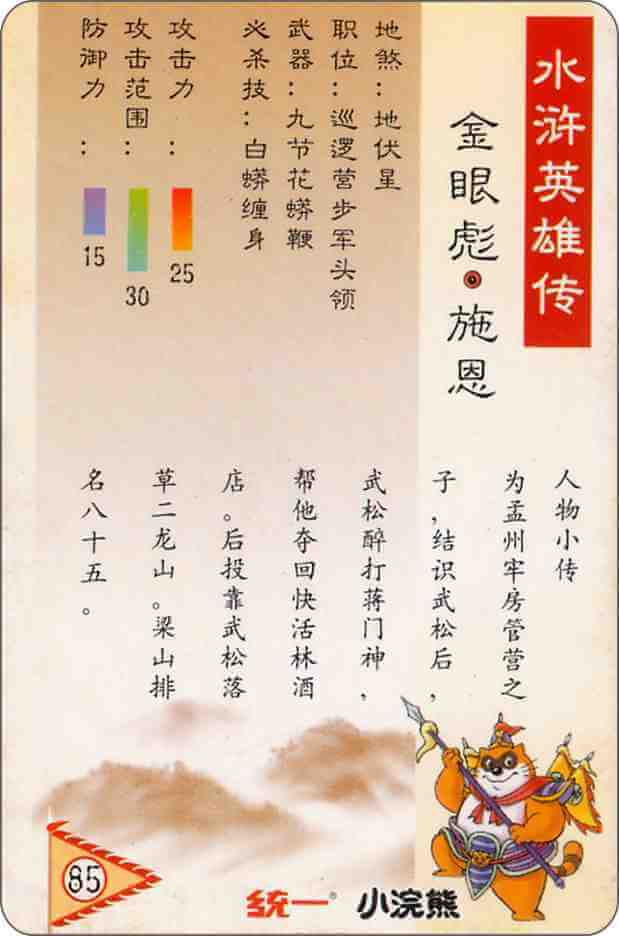 水浒英雄传
金眼彪·施恩
地煞：地伏星
职位：巡逻营步军头领
武器：九节花蟒鞭
必杀技：白蟒缠身
攻击力：
25
攻击范围：
30
防御力：
15
人物小传
为孟州牢房管营之
子，结识武松后，
武松醉打蒋门神，
帮他夺回快活林酒
店。后投靠武松落
草二龙山。梁山排
名八十五。
85
统一® 小浣熊